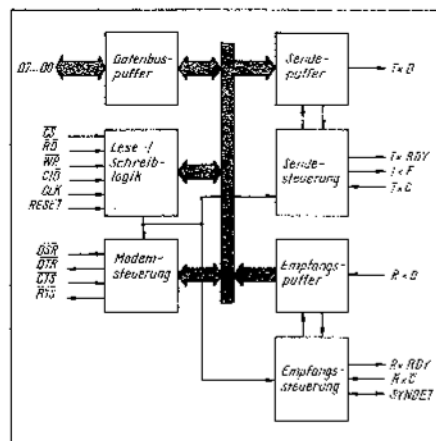 D7...D0
Datenbus-
puffer
Sende-
puffer
TxD
CS
RD
WR
C/D
CLK
RESET
Lese-/
Schreib-
logik
Sende-
steuerung
TxRDY
TxE
TxC
DSR
DTR
CTS
RTS
Modem-
steuerung
Empfangs-
puffer
RxD
Empfangs-
steuerung
RxRDY
RxC
SYNDET